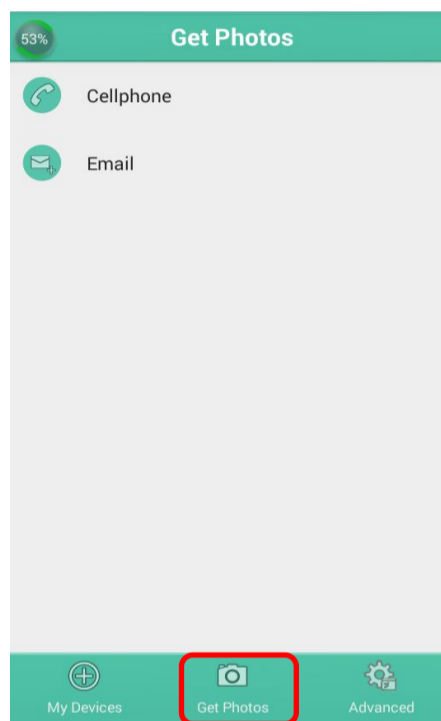 53%
Get Photos
Cellphone
Email
My Devices
Get Photos
Advanced